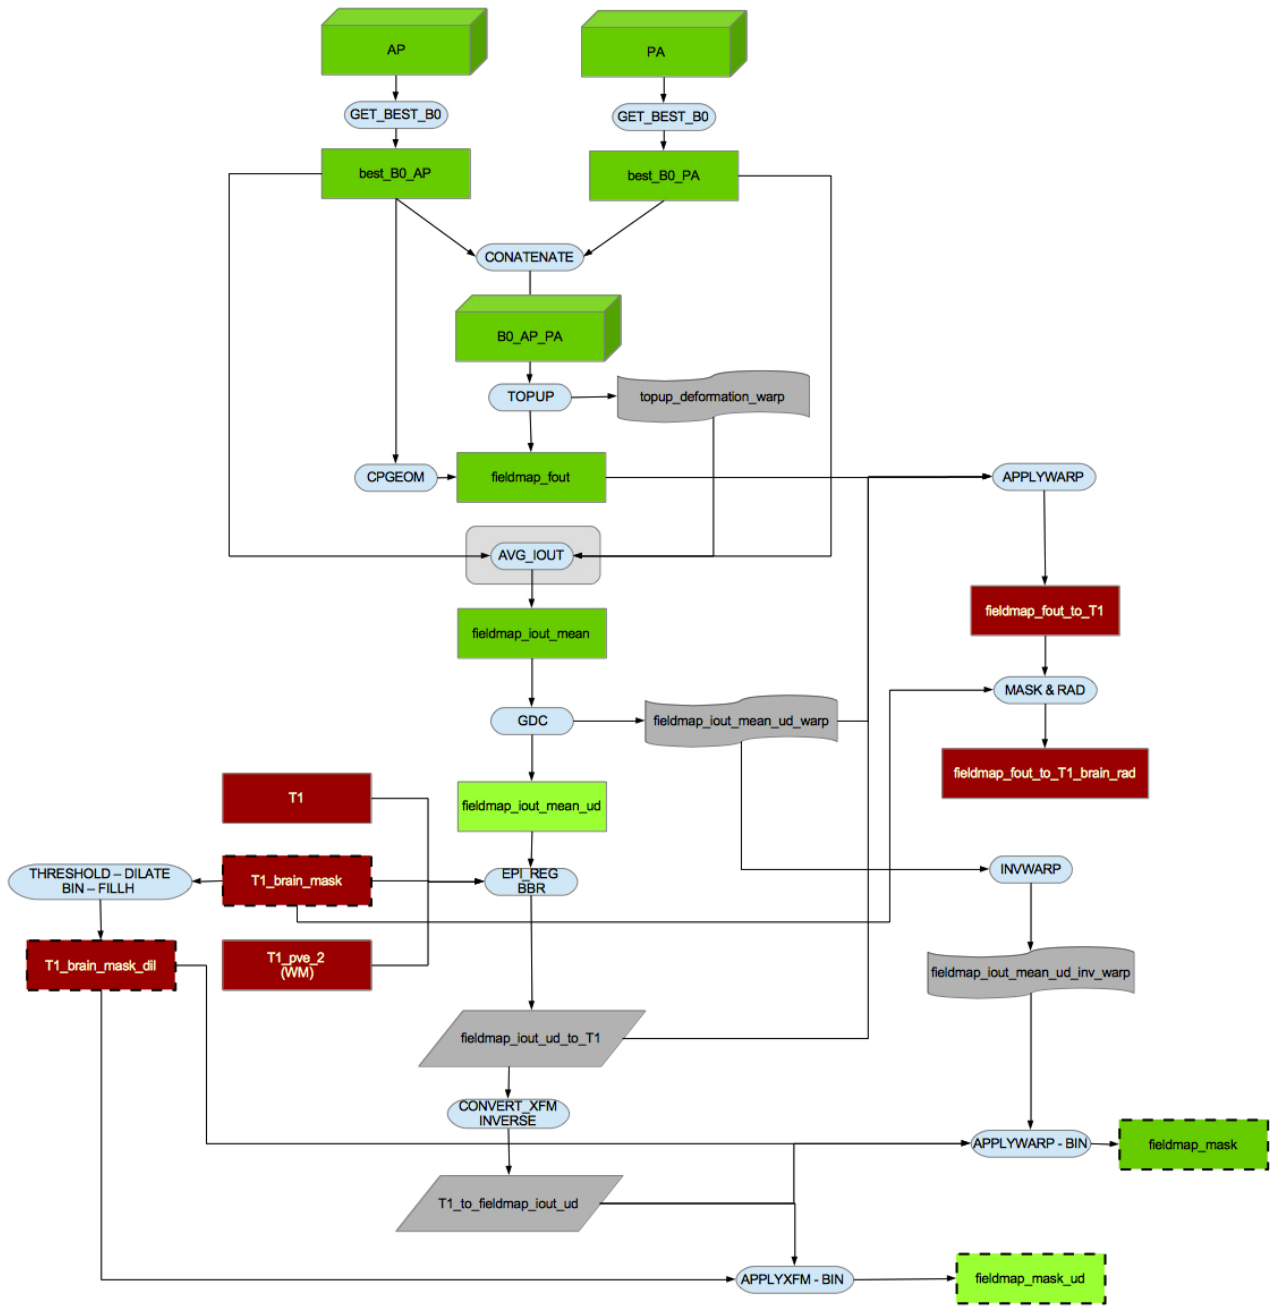 AP
PA
GET_BEST_B0
GET_BEST_B0
best_B0_AP
best_B0_PA
CONATENATE
B0_AP_PA
TOPUP
topup_deformation_warp
CPGEOM
fieldmap_fout
APPLYWARP
AVG_IOUT
fieldmap_fout_to_T1
fieldmap_iout_mean
MASK & RAD
GDC
fieldmap_iout_mean_ud_warp
fieldmap_fout_to_T1_brain_rad
T1
fieldmap_iout_mean_ud
THRESHOLD – DILATE
BIN – FILLH
T1_brain_mask
EPI_REG
BBR
INVWARP
T1_brain_mask_dil
T1_pve_2
(WM)
fieldmap_iout_mean_ud_inv_warp
fieldmap_iout_ud_to_T1
CONVERT_XFM
INVERSE
APPLYWARP - BIN
fieldmap_mask
T1_to_fieldmap_iout_ud
APPLYXFM - BIN
fieldmap_mask_ud